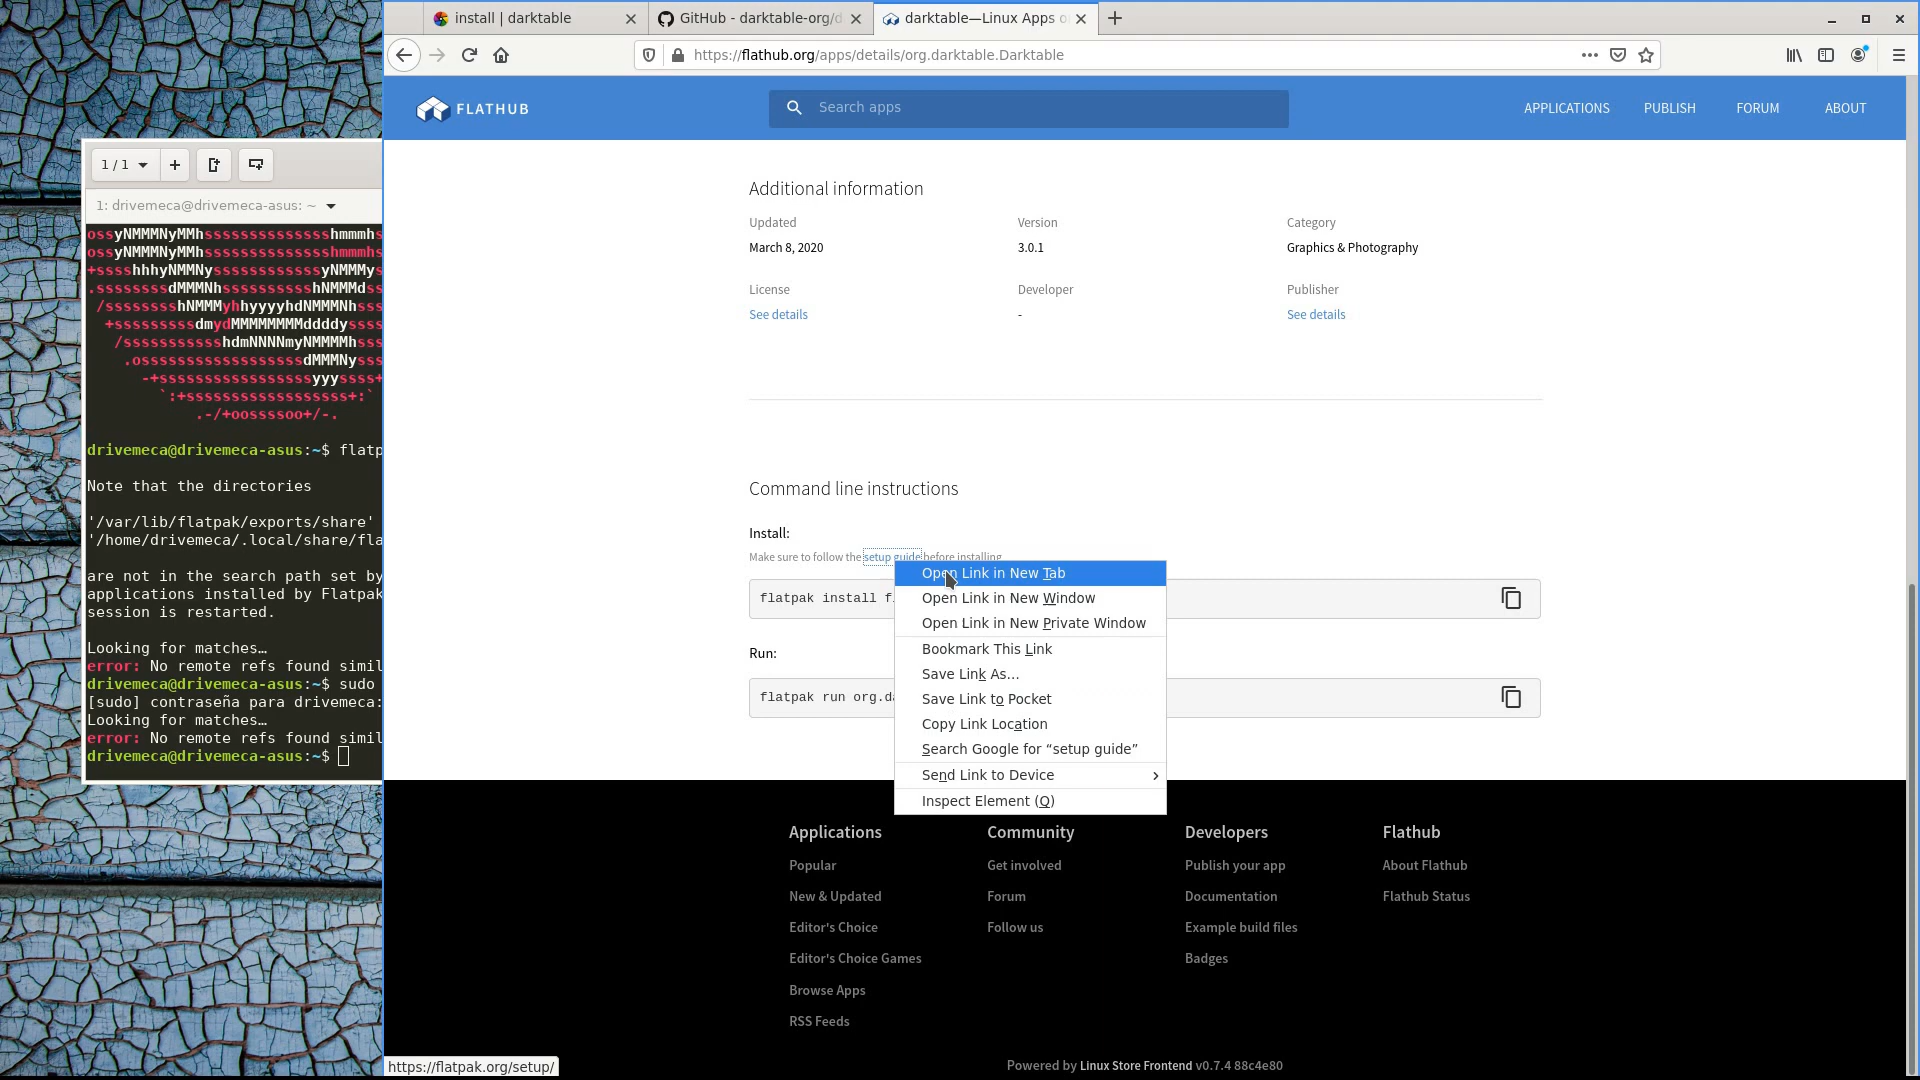 install | darktable
GitHub - darktable-org/d
darktable—Linux Apps o
https://flathub.org/apps/details/org.darktable.Darktable
FLATHUB
Search apps
APPLICATIONS
PUBLISH
FORUM
ABOUT
1 / 1
1: drivemeca@drivemeca-asus: ~
ossyNMMMNyMMhsssssssssssssshmmmhs
ossyNMMMNyMMhsssssssssssssshmmmhs
+sssshhhyNMMNyssssssssssssyNMMMys
.ssssssssdMMMNhsssssssssshNMMMdss
/sssssssshNMMMyhhyyyyhdNMMMNhsss
+sssssssssdmydMMMMMMMMddddyssss
/ssssssssssshdmNNNNmyNMMMMhsss
.ossssssssssssssssssdMMMNysss
-+sssssssssssssssssyyyssss+
`:+ssssssssssssssssss+:`
.-/+oossssoo+/-.
drivemeca@drivemeca-asus:~$ flatp
Note that the directories
'/var/lib/flatpak/exports/share'
'/home/drivemeca/.local/share/fla
are not in the search path set by
applications installed by Flatpak
session is restarted.
Looking for matches…
error: No remote refs found simil
drivemeca@drivemeca-asus:~$ sudo
[sudo] contraseña para drivemeca:
Looking for matches…
error: No remote refs found simil
drivemeca@drivemeca-asus:~$
Additional information
Updated
Version
Category
March 8, 2020
3.0.1
Graphics & Photography
License
Developer
Publisher
See details
-
See details
Command line instructions
Install:
Make sure to follow the setup guide before installing
flatpak install f
Run:
flatpak run org.da
Open Link in New Tab
Open Link in New Window
Open Link in New Private Window
Bookmark This Link
Save Link As…
Save Link to Pocket
Copy Link Location
Search Google for “setup guide”
Send Link to Device
Inspect Element (Q)
Applications
Popular
New & Updated
Editor's Choice
Editor's Choice Games
Browse Apps
RSS Feeds
Community
Get involved
Forum
Follow us
Developers
Publish your app
Documentation
Example build files
Badges
Flathub
About Flathub
Flathub Status
https://flatpak.org/setup/
Powered by Linux Store Frontend v0.7.4 88c4e80